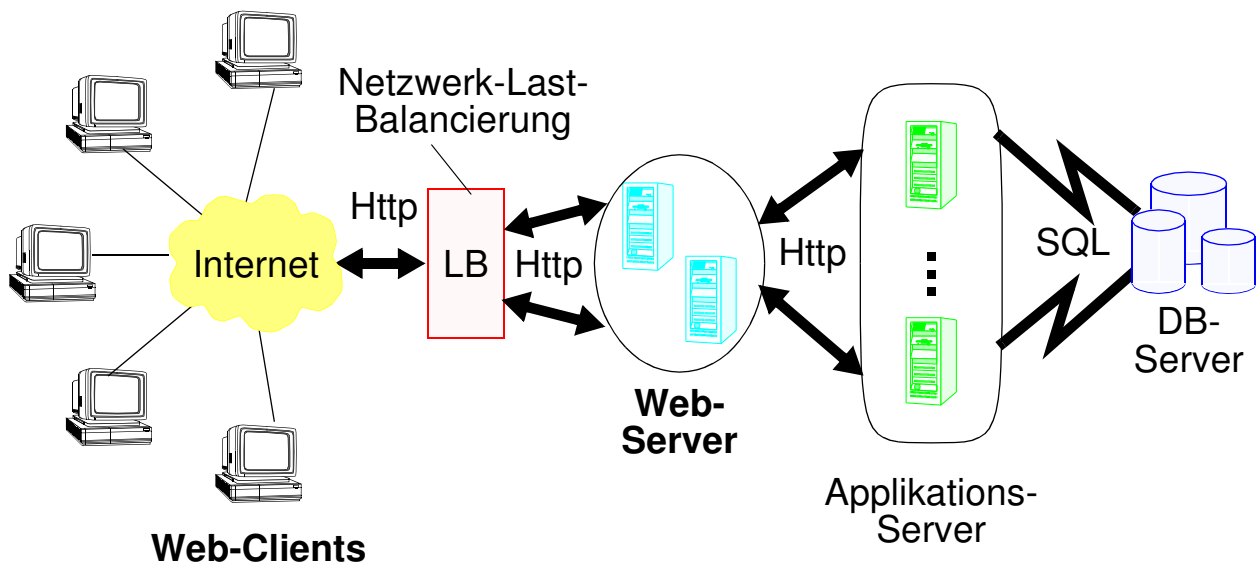 Netzwerk-Last-
Balancierung
Http
Internet
LB
Http
Http
SQL
DB-
Server
Web-
Server
Applikations-
Server
Web-Clients